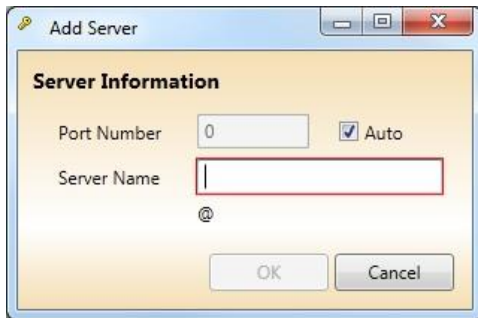 Add Server
Server Information
Port Number 0 Auto
Server Name
@
OK Cancel